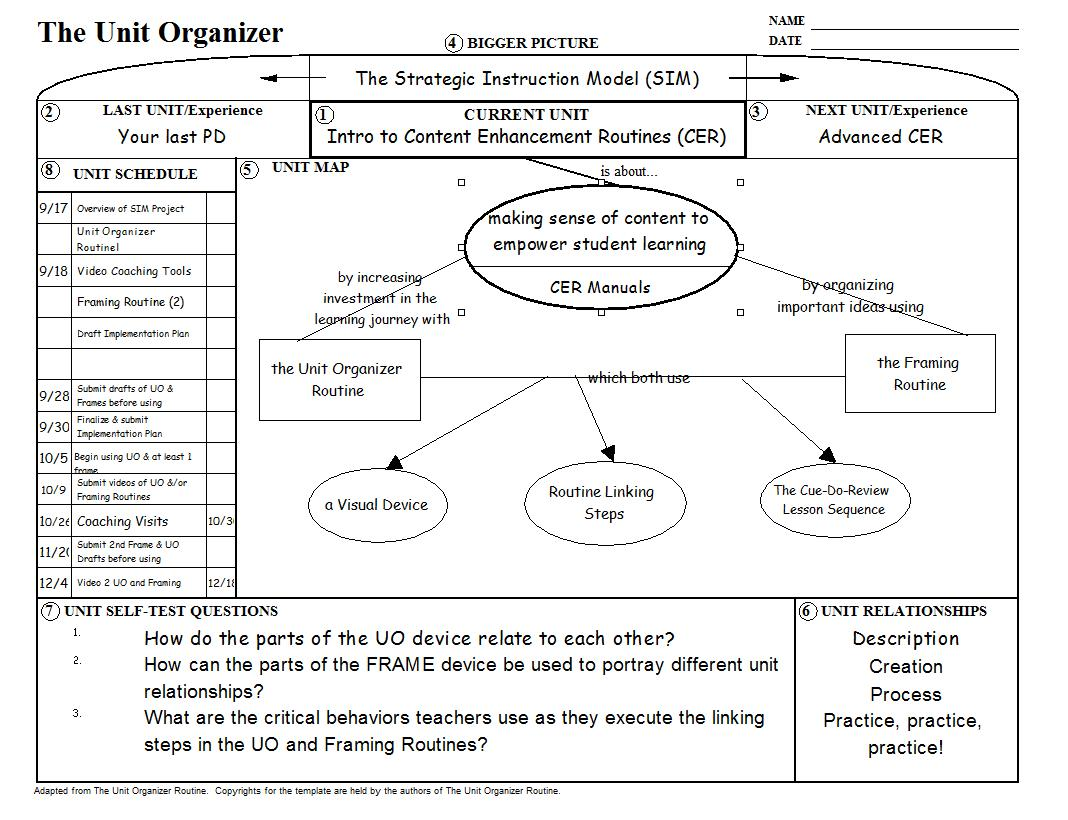 The Unit Organizer
NAME
DATE
4 BIGGER PICTURE
The Strategic Instruction Model (SIM)
2 LAST UNIT/Experience
Your last PD
1 CURRENT UNIT
Intro to Content Enhancement Routines (CER)
3 NEXT UNIT/Experience
Advanced CER
8 UNIT SCHEDULE
9/17 Overview of SIM Project
Unit Organizer
Routinel
9/18 Video Coaching Tools
Framing Routine (2)
Draft Implementation Plan
9/28 Submit drafts of UO &
Frames before using
9/30 Finalize & submit
Implementation Plan
10/5 Begin using UO & at least 1
frame
10/9 Submit videos of UO &/or
Framing Routines
10/26 Coaching Visits 10/3
11/20 Submit 2nd Frame & UO
Drafts before using
12/4 Video 2 UO and Framing 12/18
5 UNIT MAP
is about...
making sense of content to
empower student learning
CER Manuals
by increasing
investment in the
learning journey with
by organizing
important ideas using
the Unit Organizer
Routine
which both use
the Framing
Routine
a Visual Device
Routine Linking
Steps
The Cue-Do-Review
Lesson Sequence
7 UNIT SELF-TEST QUESTIONS
1. How do the parts of the UO device relate to each other?
2. How can the parts of the FRAME device be used to portray different unit
relationships?
3. What are the critical behaviors teachers use as they execute the linking
steps in the UO and Framing Routines?
6 UNIT RELATIONSHIPS
Description
Creation
Process
Practice, practice,
practice!
Adapted from The Unit Organizer Routine. Copyrights for the template are held by the authors of The Unit Organizer Routine.